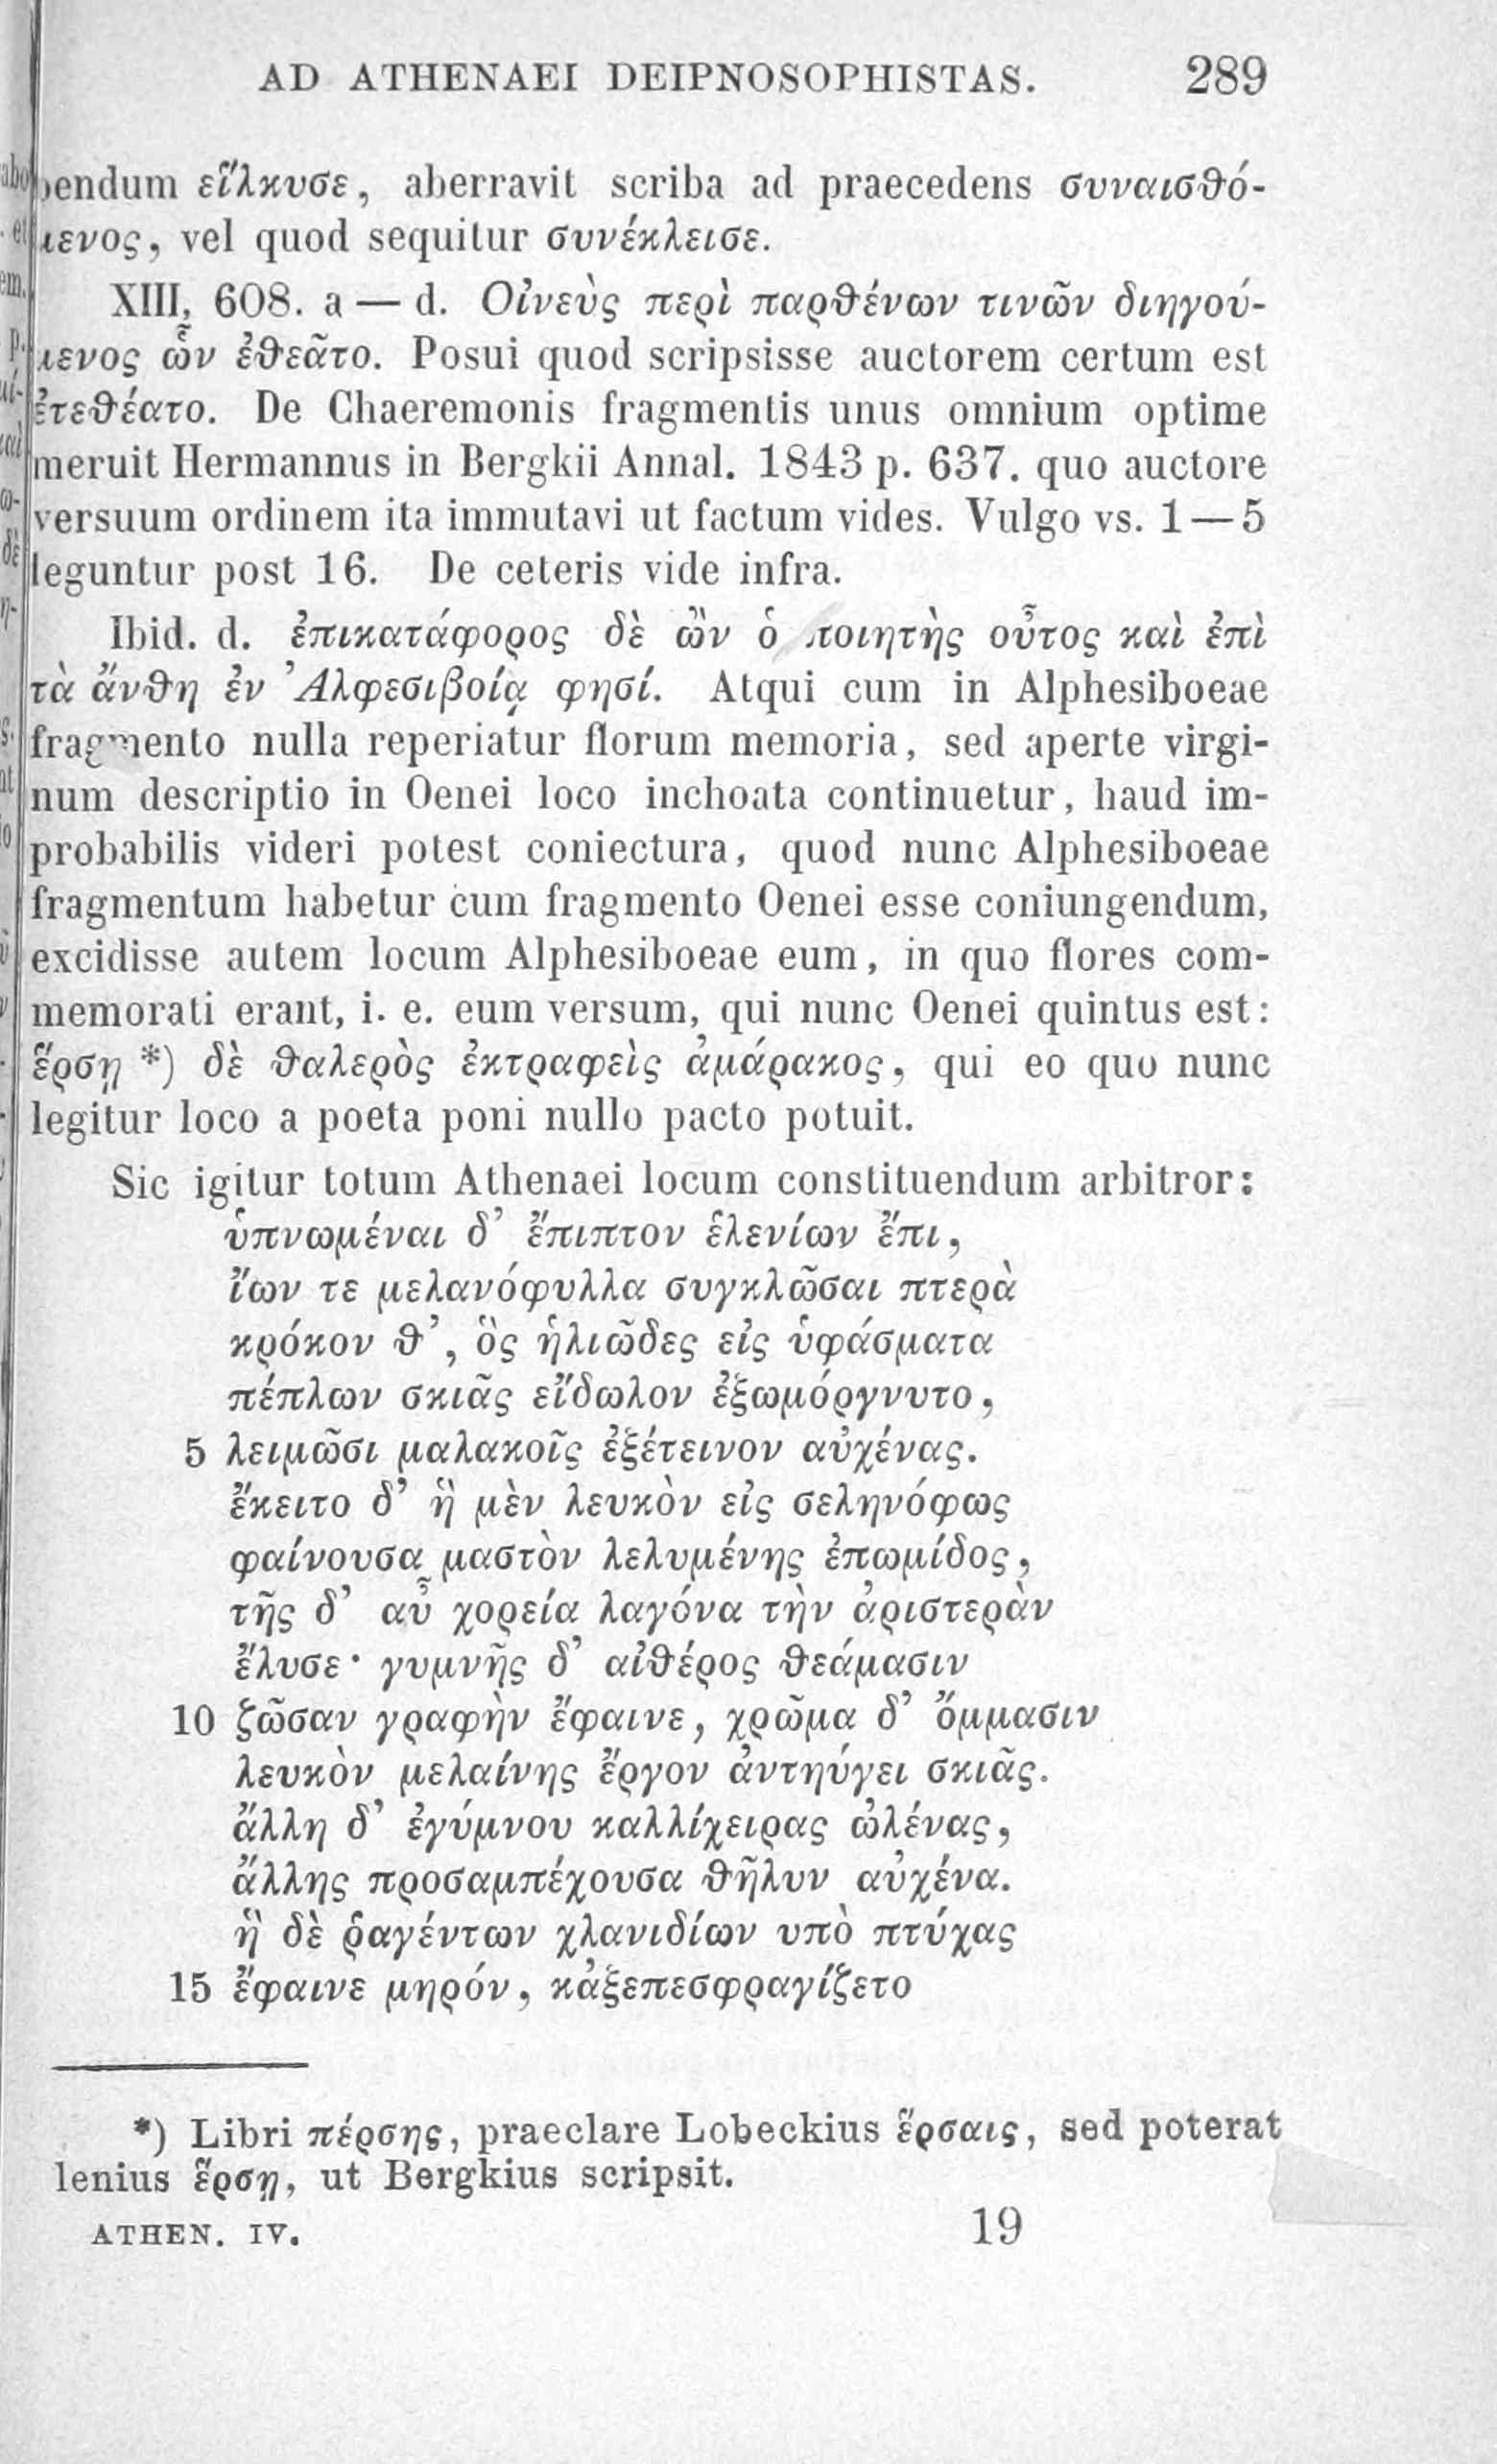 AD ATHENAEI DEIPNOSOPHISTAS. 289
bendum εἵλκυσε, aberravit scriba ad praecedens συναισθό-
μενος, vel quod sequitur συνέκλεισε.
XIII, 608. a — d. Οἰνεὺς περὶ παρθένων τινῶν διηγού-
μενος ὧν ἐθεᾶτο. Posui quod scripsisse auctorem certum est
ἐτεθέατο. De Chaeremonis fragmentis unus omnium optime
meruit Hermannus in Bergkii Annal. 1843 p. 637. quo auctore
versuum ordinem ita immutavi ut factum vides. Vulgo vs. 1—5
leguntur post 16. De ceteris vide infra.
Ibid. d. ἐπικατάφορος δὲ ὢν ὁ ποιητὴς οὗτος καὶ ἐπὶ
τὰ ἄνθη ἐν Ἀλφεσιβοίᾳ φησί. Atqui cum in Alphesiboeae
fragmento nulla reperiatur florum memoria, sed aperte virgi-
num descriptio in Oenei loco inchoata continuetur, haud im-
probabilis videri potest coniectura, quod nunc Alphesiboeae
fragmentum habetur cum fragmento Oenei esse coniungendum,
excidisse autem locum Alphesiboeae eum, in quo flores com-
memorati erant, i. e. eum versum, qui nunc Oenei quintus est:
ἕρσῃ *) δὲ θαλερὸς ἐκτραφεὶς ἀμάρακος, qui eo quo nunc
legitur loco a poeta poni nullo pacto potuit.
Sic igitur totum Athenaei locum constituendum arbitror:
ὑπνωμέναι δ’ ἔπιπτον ἑλενίων ἔπι,
ἴων τε μελανόφυλλα συγκλῶσαι πτερὰ
κρόκον θ’, ὃς ἡλιῶδες εἰς ὑφάσματα
πέπλων σκιᾶς εἴδωλον ἐξωμόργνυτο,
5 λειμῶσι μαλακοῖς ἐξέτεινον αὐχένας.
ἔκειτο δ’ ἣ μὲν λευκὸν εἰς σεληνόφως
φαίνουσα μαστὸν λελυμένης ἐπωμίδος,
τῆς δ’ αὖ χορεία λαγόνα τὴν ἀριστερὰν
ἔλυσε· γυμνῆς δ’ αἰθέρος θεάμασιν
10 ζῶσαν γραφὴν ἔφαινε, χρῶμα δ’ ὄμμασιν
λευκὸν μελαίνης ἔργον ἀντηύγει σκιᾶς.
ἄλλη δ’ ἐγύμνου καλλίχειρας ὠλένας,
ἄλλης προσαμπέχουσα θῆλυν αὐχένα.
ἣ δὲ ῥαγέντων χλανιδίων υπὸ πτύχας
15 ἔφαινε μηρόν, κἀξεπεσφραγίζετο
*) Libri πέρσης, praeclare Lobeckius ἕρσαις, sed poterat
lenius ἕρσῃ, ut Bergkius scripsit.
ATHEN. IV. 19